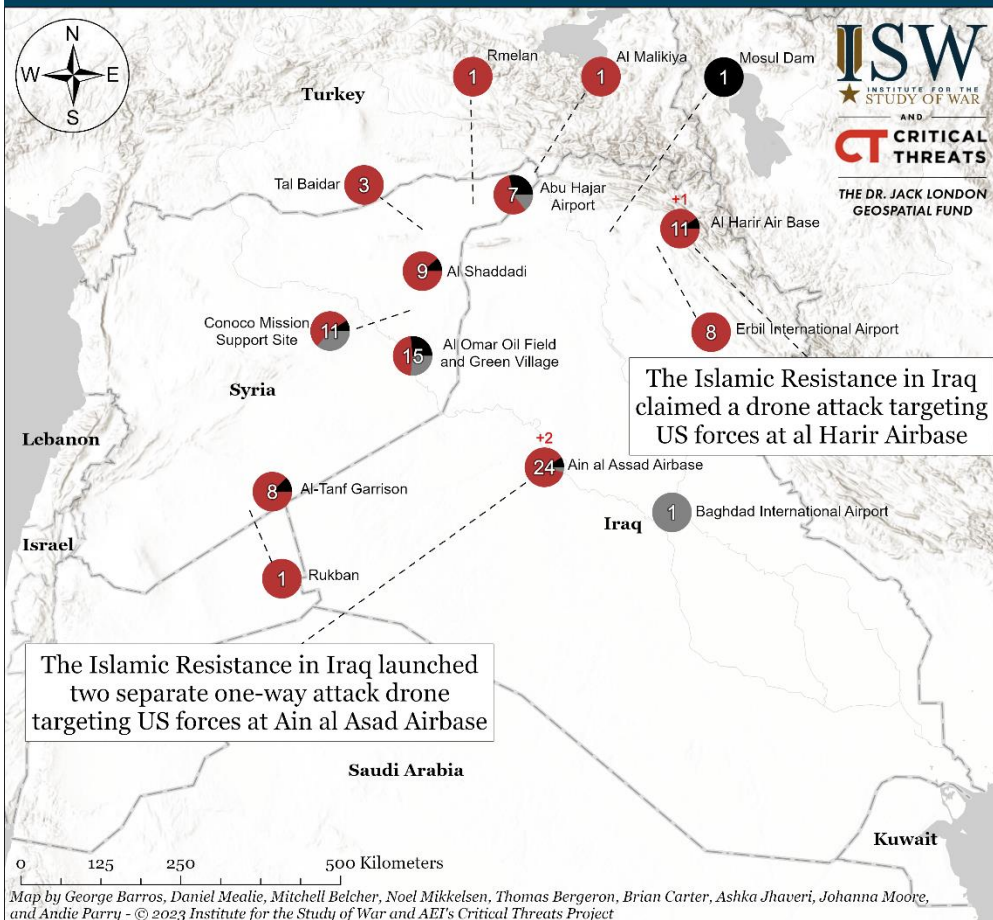 N
W E
S
Turkey
Rmelan
1
Al Malikiya
1
Mosul Dam
1
ISW
INSTITUTE FOR THE
STUDY OF WAR
AND
CT CRITICAL
THREATS
THE DR. JACK LONDON
GEOSPATIAL FUND
Tal Baidar
3
7
Abu Hajar
Airport
+1
11
Al Harir Air Base
9
Al Shaddadi
Conoco Mission
Support Site
11
15
Al Omar Oil Field
and Green Village
8
Erbil International Airport
Syria
The Islamic Resistance in Iraq
claimed a drone attack targeting
US forces at al Harir Airbase
Lebanon
+2
24
Ain al Assad Airbase
8
Al-Tanf Garrison
1
Baghdad International Airport
Iraq
Israel
1
Rukban
The Islamic Resistance in Iraq launched
two separate one-way attack drone
targeting US forces at Ain al Asad Airbase
Saudi Arabia
Kuwait
0 125 250 500 Kilometers
Map by George Barros, Daniel Mealie, Mitchell Belcher, Noel Mikkelsen, Thomas Bergeron, Brian Carter, Ashka Jhaveri, Johanna Moore,
and Andie Parry - © 2023 Institute for the Study of War and AEI's Critical Threats Project